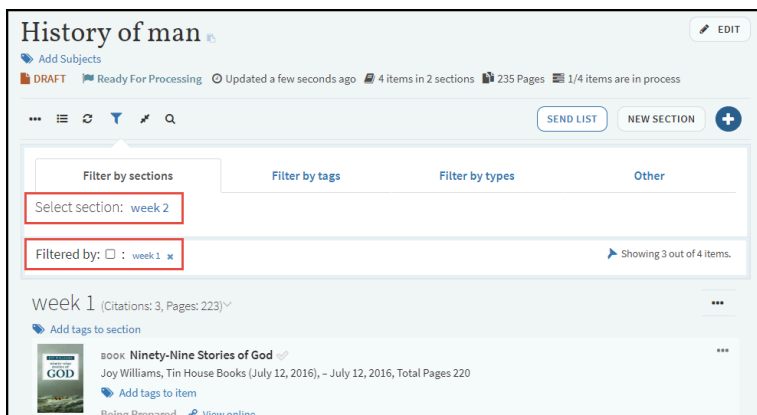 History of man
EDIT
Add Subjects
DRAFT Ready For Processing Updated a few seconds ago 4 items in 2 sections 235 Pages 1/4 items are in process
SEND LIST NEW SECTION
Filter by sections Filter by tags Filter by types Other
Select section: week 2
Filtered by: : week 1 × Showing 3 out of 4 items.
week 1 (Citations: 3, Pages: 223)
Add tags to section
BOOK Ninety-Nine Stories of God
GOD
Joy Williams, Tin House Books (July 12, 2016), – July 12, 2016, Total Pages 220
Add tags to item
Being Prepared View online